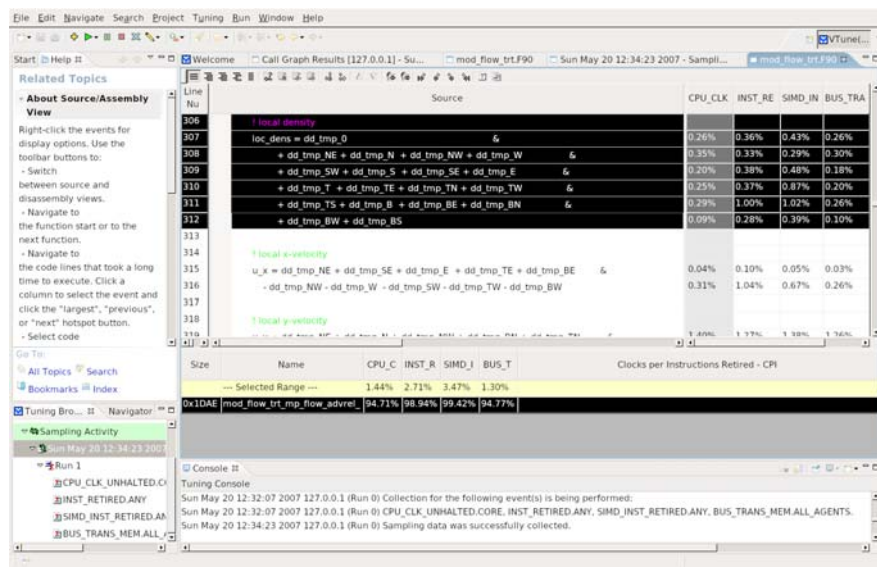 File Edit Navigate Search Project Tuning Run Window Help
VTune(...
Start Help
Related Topics
About Source/Assembly
View
Right-click the events for
display options. Use the
toolbar buttons to:
- Switch
between source and
disassembly views.
- Navigate to
the function start or to the
next function.
- Navigate to
the code lines that took a long
time to execute. Click a
column to select the event and
click the "largest", "previous",
or "next" hotspot button.
- Select code
Go To:
All Topics Search
Bookmarks Index
Tuning Bro... Navigator
Sampling Activity
Sun May 20 12:34:23 2007
Run 1
CPU_CLK_UNHALTED.CO
INST_RETIRED.ANY
SIMD_INST_RETIRED.AN
BUS_TRANS_MEM.ALL_A
Welcome Call Graph Results [127.0.0.1] - Su... mod_flow_trt.F90 Sun May 20 12:34:23 2007 - Sampli... mod_flow_trt.F90
Line Nu Source CPU_CLK INST_RE SIMD_IN BUS_TRA
306 ! local density
307 loc_dens = dd_tmp_0 & 0.26% 0.36% 0.43% 0.26%
308 + dd_tmp_NE + dd_tmp_N + dd_tmp_NW + dd_tmp_W & 0.35% 0.33% 0.29% 0.30%
309 + dd_tmp_SW + dd_tmp_S + dd_tmp_SE + dd_tmp_E & 0.20% 0.38% 0.48% 0.18%
310 + dd_tmp_T + dd_tmp_TE + dd_tmp_TN + dd_tmp_TW & 0.25% 0.37% 0.87% 0.20%
311 + dd_tmp_TS + dd_tmp_B + dd_tmp_BE + dd_tmp_BN & 0.29% 1.00% 1.02% 0.26%
312 + dd_tmp_BW + dd_tmp_BS 0.09% 0.28% 0.39% 0.10%
313
314 ! local x-velocity
315 u_x = dd_tmp_NE + dd_tmp_SE + dd_tmp_E + dd_tmp_TE + dd_tmp_BE & 0.04% 0.10% 0.05% 0.03%
316 - dd_tmp_NW - dd_tmp_W - dd_tmp_SW - dd_tmp_TW - dd_tmp_BW 0.31% 1.04% 0.67% 0.26%
317
318 ! local y-velocity
319 1.40% 1.27% 1.38% 1.26%
Size Name CPU_C INST_R SIMD_I BUS_T Clocks per Instructions Retired - CPI
--- Selected Range --- 1.44% 2.71% 3.47% 1.30%
0x1DAE mod_flow_trt_mp_flow_advrel_ 94.71% 98.94% 99.42% 94.77%
Console
Tuning Console
Sun May 20 12:32:07 2007 127.0.0.1 (Run 0) Collection for the following event(s) is being performed:
Sun May 20 12:32:07 2007 127.0.0.1 (Run 0) CPU_CLK_UNHALTED.CORE, INST_RETIRED.ANY, SIMD_INST_RETIRED.ANY, BUS_TRANS_MEM.ALL_AGENTS.
Sun May 20 12:34:23 2007 127.0.0.1 (Run 0) Sampling data was successfully collected.